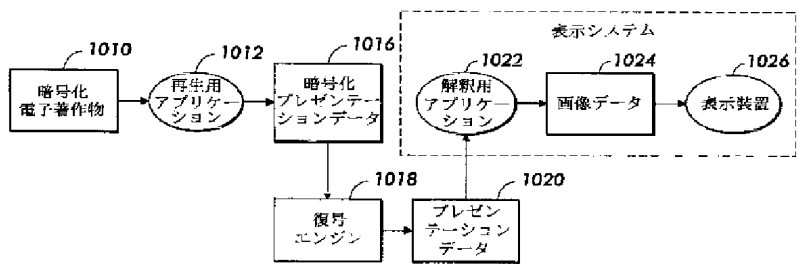 表示システム
1010
暗号化
電子著作物
1012
再生用
アプリケー
ション
1016
暗号化
プレゼンテー
ションデータ
1018
復号
エンジン
1020
プレゼン
テーション
データ
1022
解釈用
アプリケー
ション
1024
画像データ
1026
表示装置